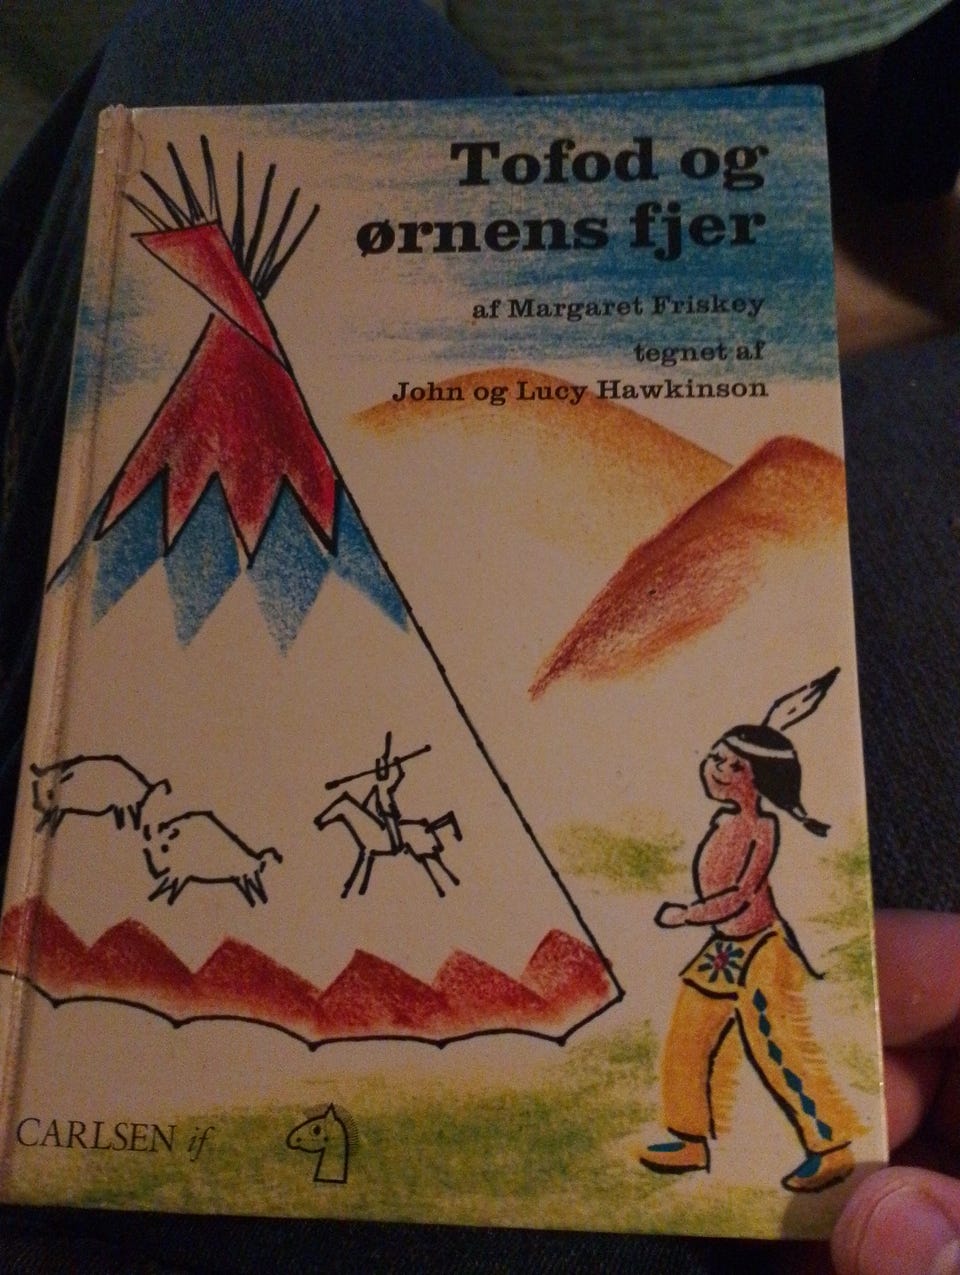 Tofod og
ørnens fjer
af Margaret Friskey
tegnet af
John og Lucy Hawkinson
CARLSEN if